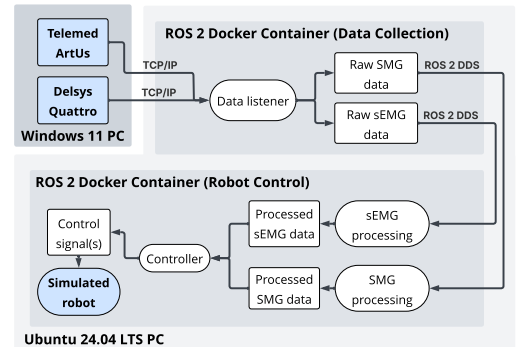 Telemed
ArtUs
Delsys
Quattro
Windows 11 PC
TCP/IP
TCP/IP
ROS 2 Docker Container (Data Collection)
Data listener
Raw SMG
data
Raw sEMG
data
ROS 2 DDS
ROS 2 DDS
ROS 2 Docker Container (Robot Control)
Control
signal(s)
Simulated
robot
Controller
Processed
sEMG data
Processed
SMG data
sEMG
processing
SMG
processing
Ubuntu 24.04 LTS PC